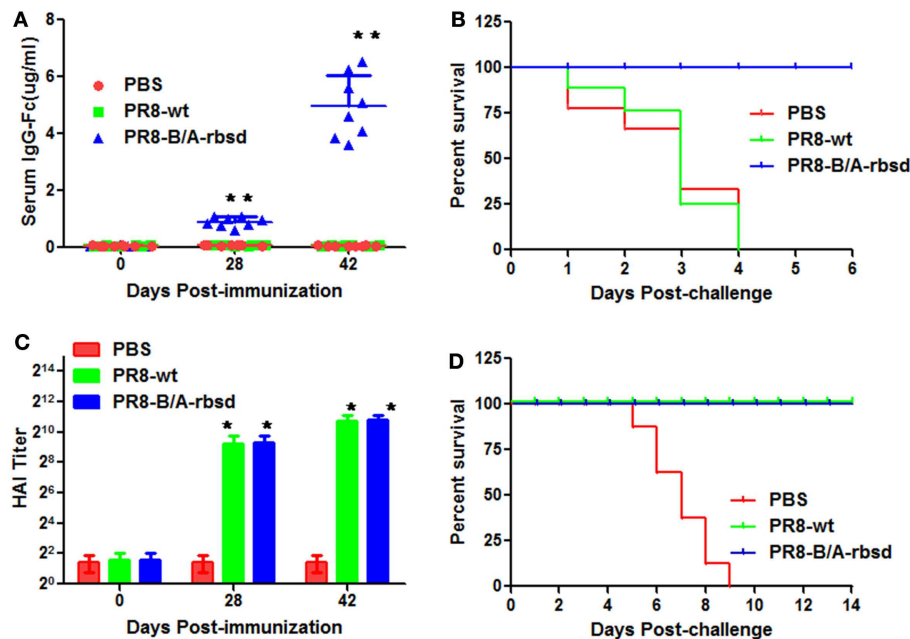 A
Serum IgG-Fc(ug/ml)
8
6
4
2
0
PBS
PR8-wt
PR8-B/A-rbsd
* *
* *
0 28 42
Days Post-immunization
B
Percent survival
125
100
75
50
25
0
PBS
PR8-wt
PR8-B/A-rbsd
0 1 2 3 4 5 6
Days Post-challenge
C
HAI Titer
2¹⁴
2¹²
2¹⁰
2⁸
2⁶
2²
2⁰
PBS
PR8-wt
PR8-B/A-rbsd
* *
* *
0 28 42
Days Post-immunization
D
Percent survival
125
100
75
50
25
0
PBS
PR8-wt
PR8-B/A-rbsd
0 2 4 6 8 10 12 14
Days Post-challenge